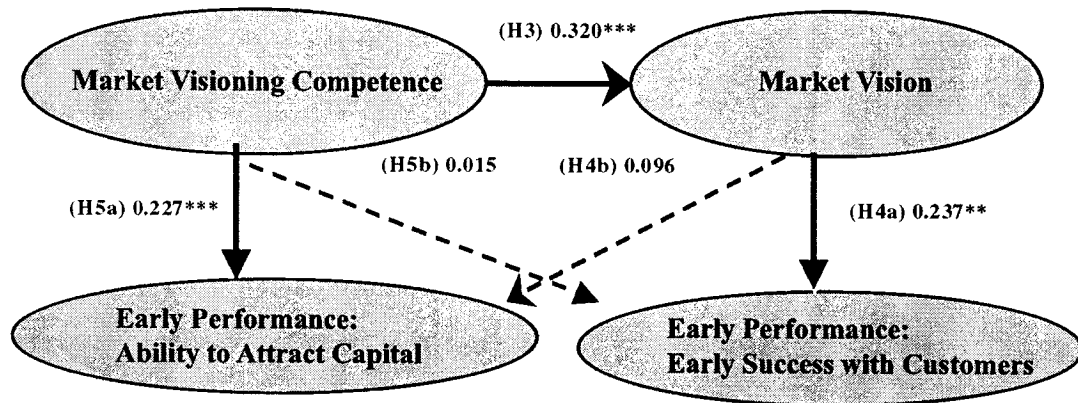 (H3) 0.320***
Market Visioning Competence
Market Vision
(H5b) 0.015
(H4b) 0.096
(H5a) 0.227***
(H4a) 0.237**
Early Performance:
Ability to Attract Capital
Early Performance:
Early Success with Customers